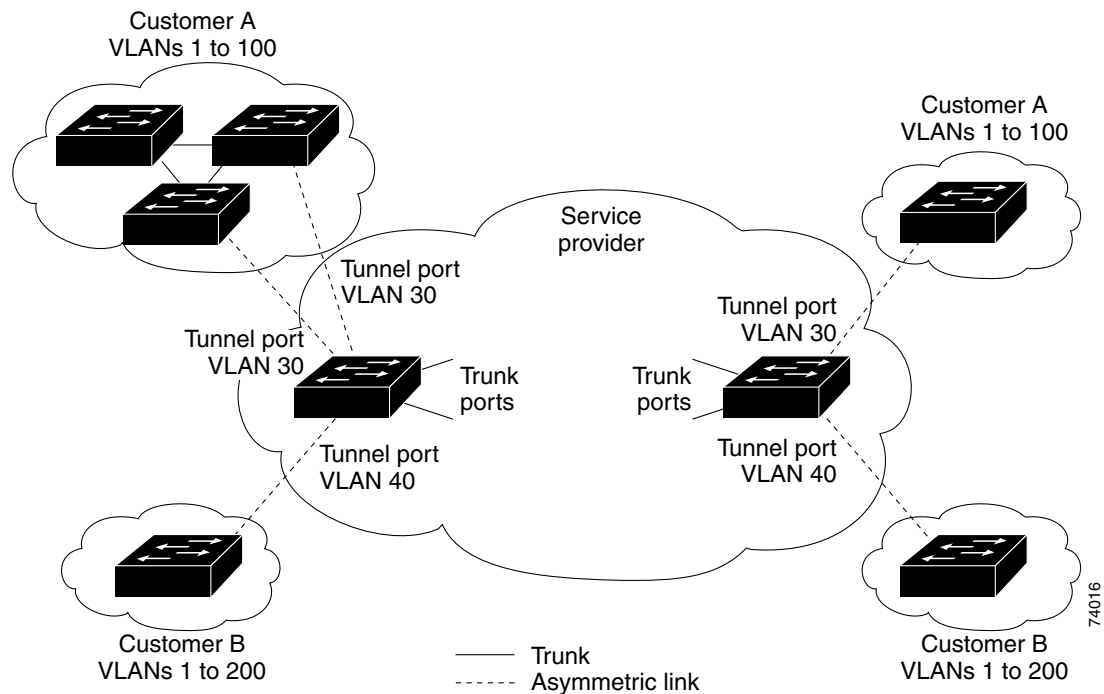 Customer A
VLANs 1 to 100
Customer A
VLANs 1 to 100
Service
provider
Tunnel port
VLAN 30
Tunnel port
VLAN 30
Tunnel port
VLAN 30
Trunk
ports
Trunk
ports
Tunnel port
VLAN 40
Tunnel port
VLAN 40
Customer B
VLANs 1 to 200
Customer B
VLANs 1 to 200
74016
Trunk
Asymmetric link